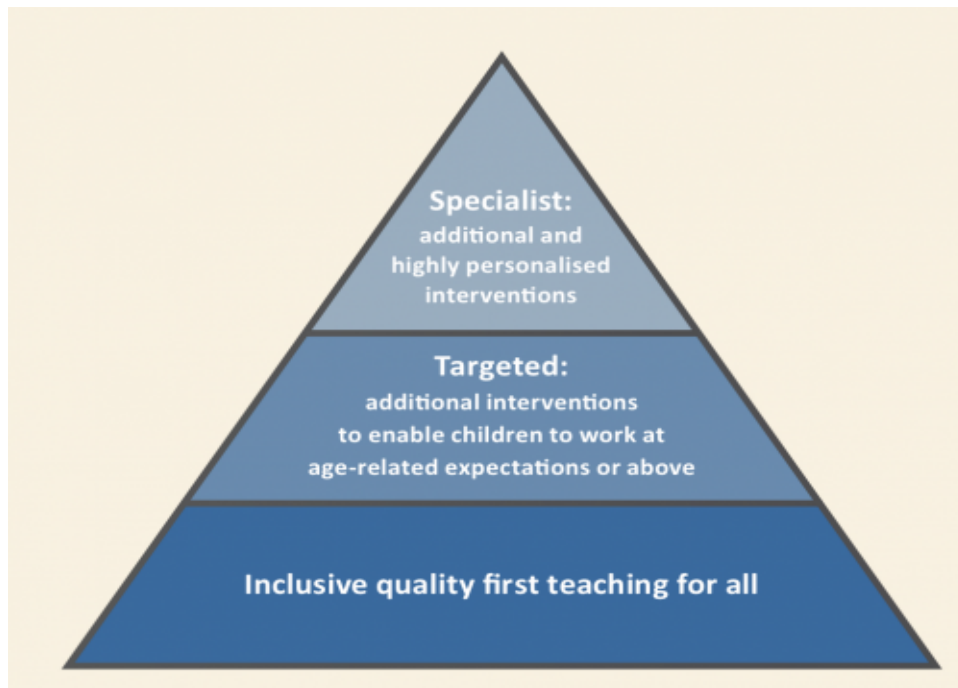 Specialist:
additional and
highly personalised
interventions
Targeted:
additional interventions
to enable children to work at
age-related expectations or above
Inclusive quality first teaching for all